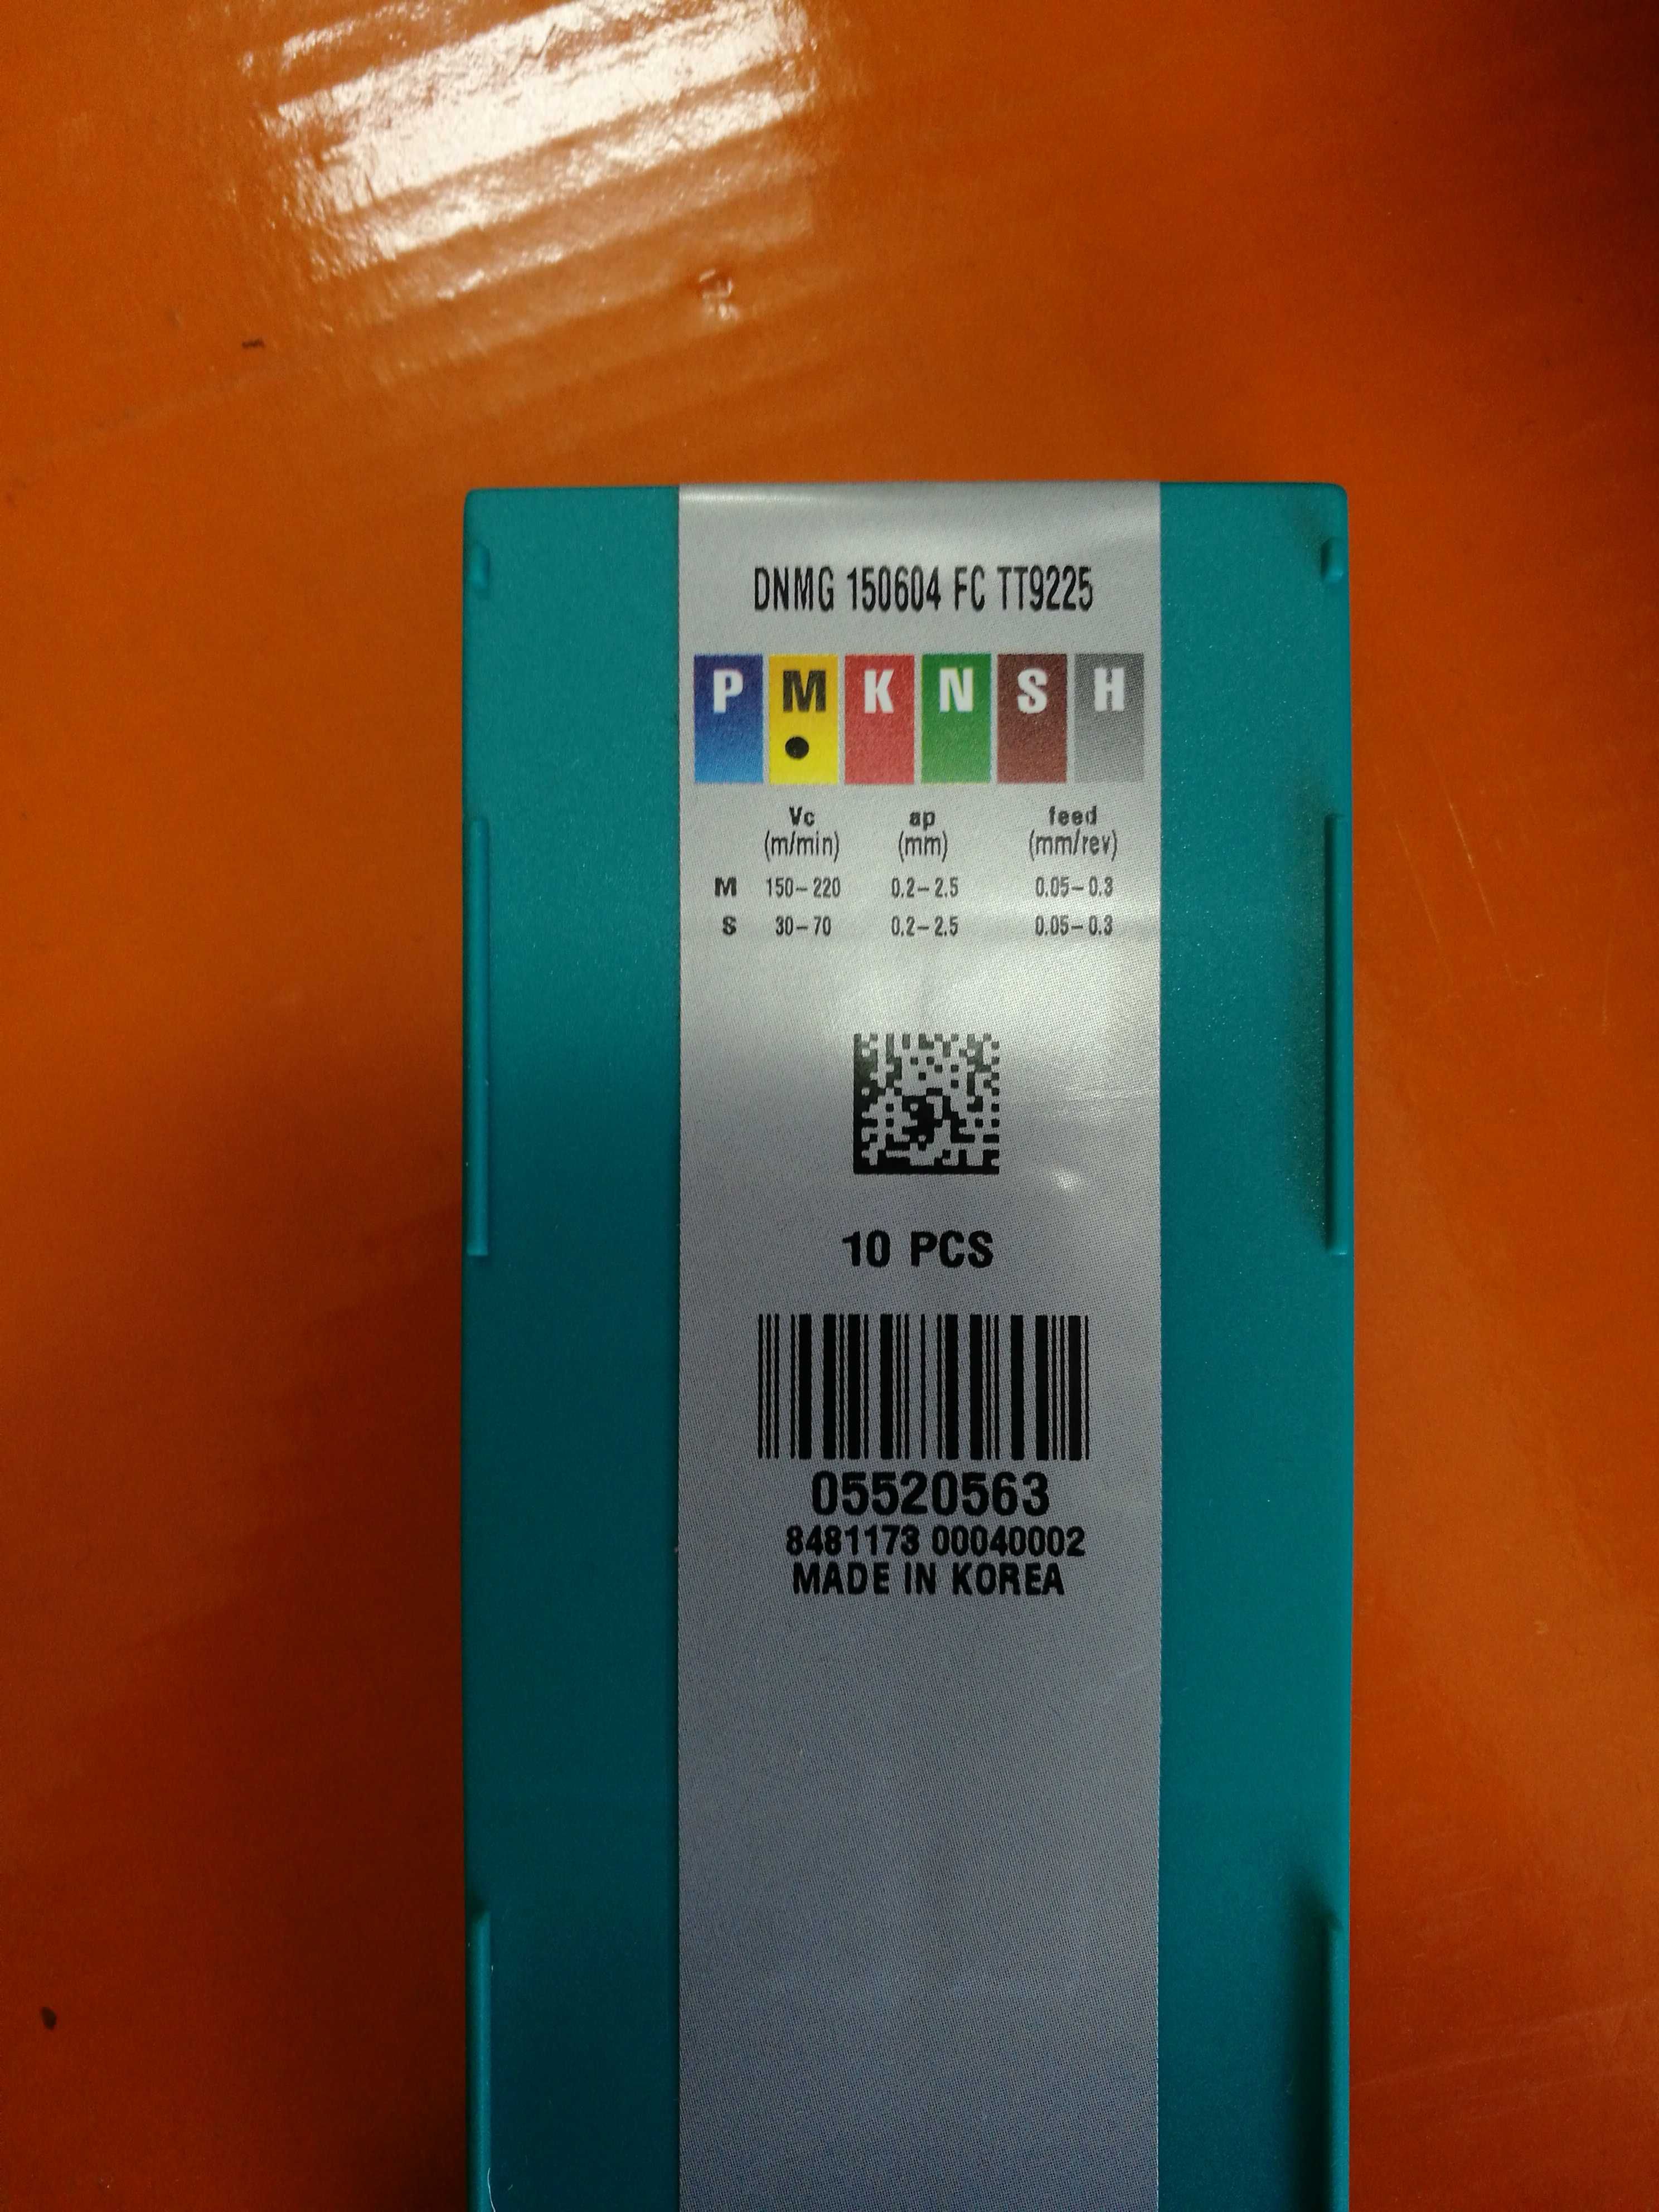 DNMG 150604 FC TT9225
P M K N S H
Vc ap feed
(m/min) (mm) (mm/rev)
M 150–220 0.2–2.5 0.05–0.3
S 30–70 0.2–2.5 0.05–0.3
10 PCS
05520563
8481173 00040002
MADE IN KOREA